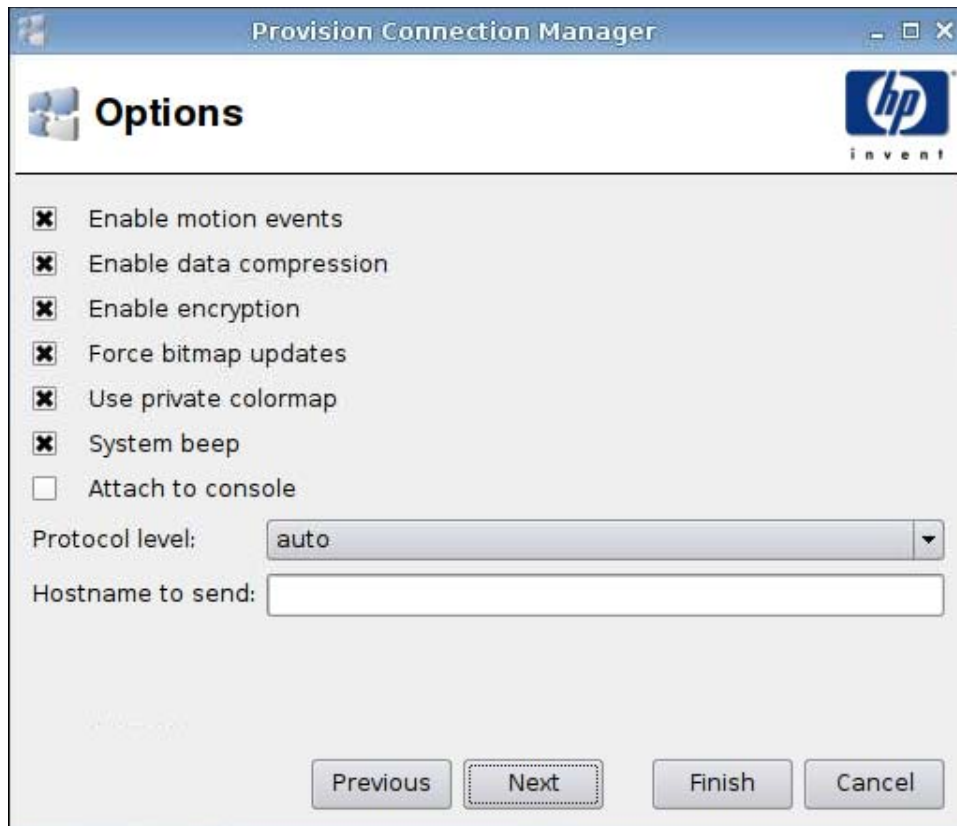 Provision Connection Manager
Options
hp
invent
Enable motion events
Enable data compression
Enable encryption
Force bitmap updates
Use private colormap
System beep
Attach to console
Protocol level: auto
Hostname to send:
Previous Next Finish Cancel